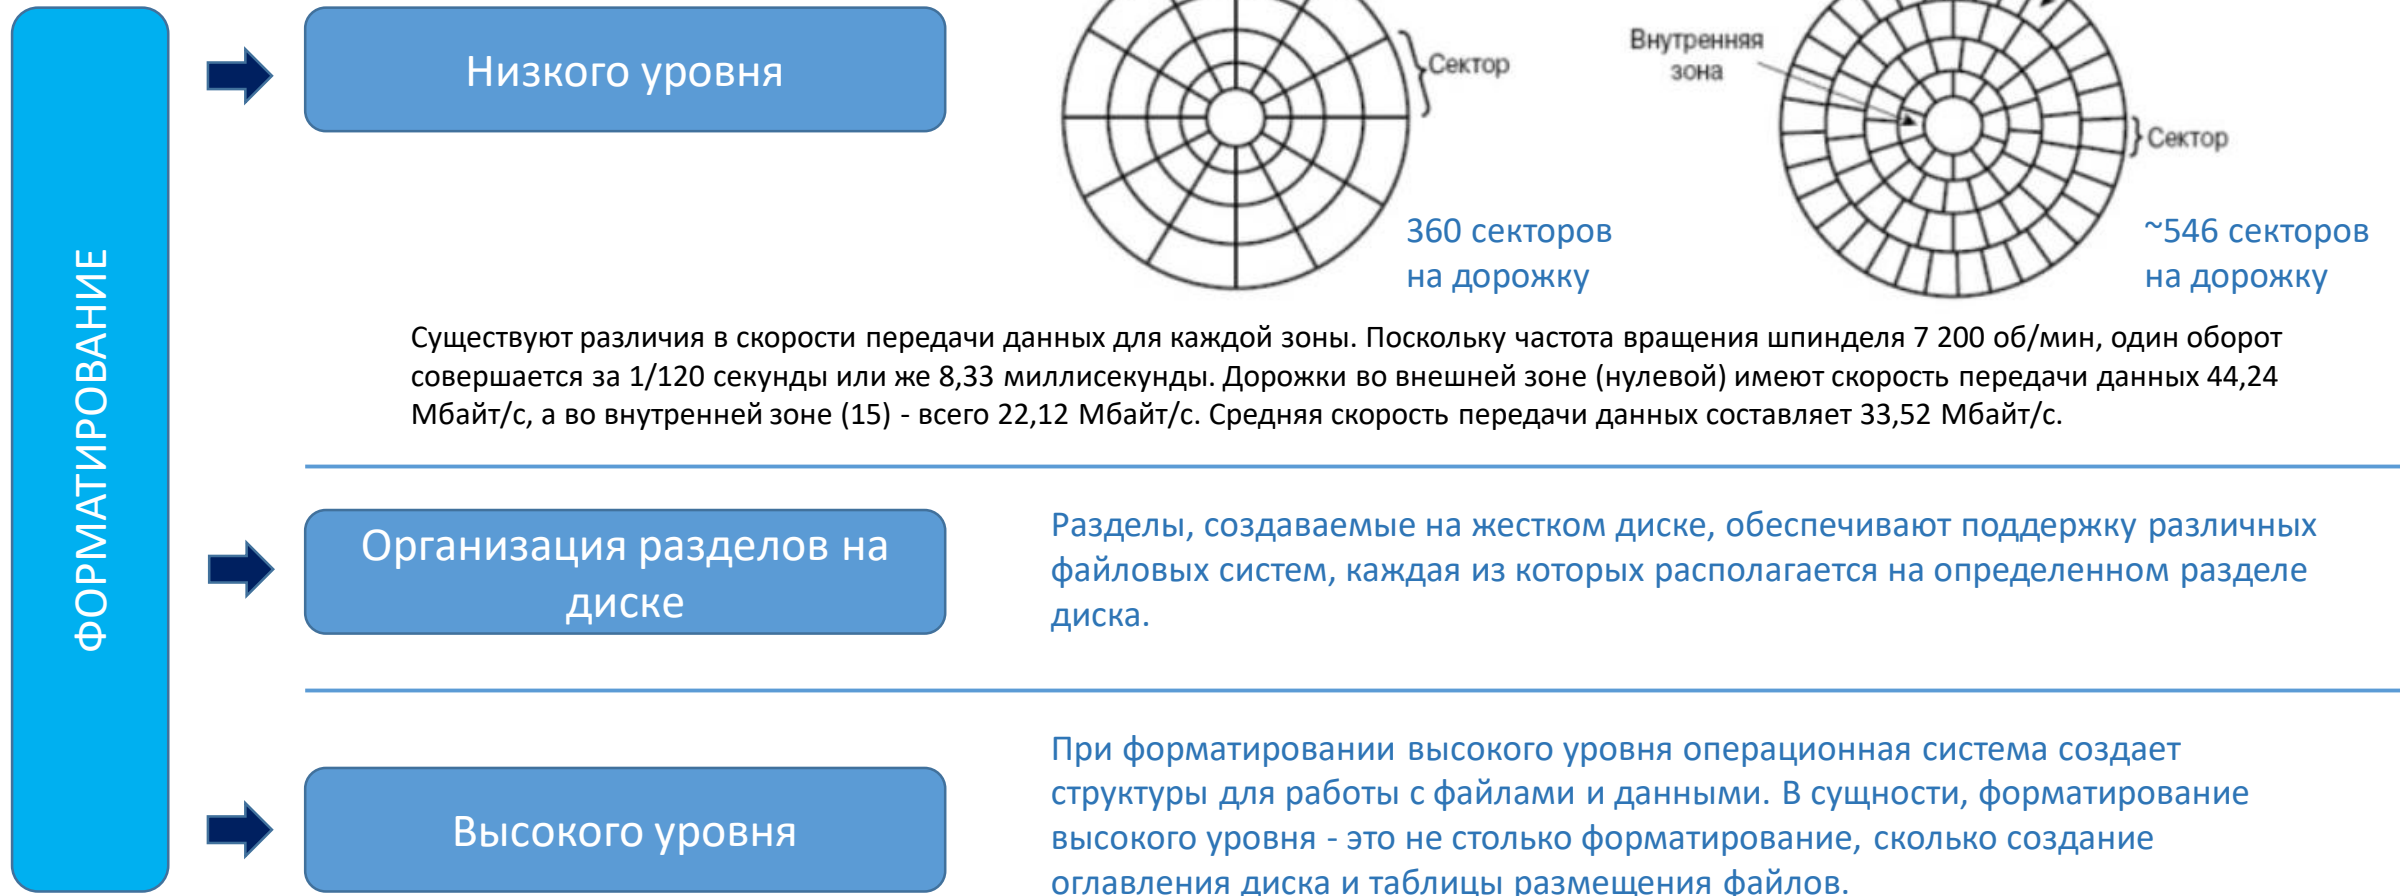 ФОРМАТИРОВАНИЕ
Низкого уровня
Сектор
360 секторов
на дорожку
Внутренняя
зона
Сектор
~546 секторов
на дорожку
Существуют различия в скорости передачи данных для каждой зоны. Поскольку частота вращения шпинделя 7 200 об/мин, один оборот
совершается за 1/120 секунды или же 8,33 миллисекунды. Дорожки во внешней зоне (нулевой) имеют скорость передачи данных 44,24
Мбайт/с, а во внутренней зоне (15) - всего 22,12 Мбайт/с. Средняя скорость передачи данных составляет 33,52 Мбайт/с.
Организация разделов на
диске
Разделы, создаваемые на жестком диске, обеспечивают поддержку различных
файловых систем, каждая из которых располагается на определенном разделе
диска.
Высокого уровня
При форматировании высокого уровня операционная система создает
структуры для работы с файлами и данными. В сущности, форматирование
высокого уровня - это не столько форматирование, сколько создание
оглавления диска и таблицы размещения файлов.